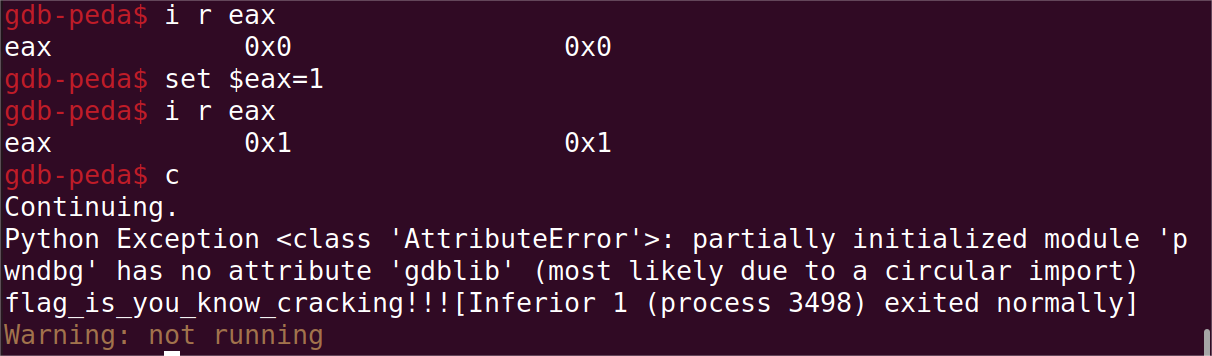 gdb-peda$ i r eax
eax            0x0                 0x0
gdb-peda$ set $eax=1
gdb-peda$ i r eax
eax            0x1                 0x1
gdb-peda$ c
Continuing.
Python Exception <class 'AttributeError'>: partially initialized module 'p
wndbg' has no attribute 'gdblib' (most likely due to a circular import)
flag_is_you_know_cracking!!![Inferior 1 (process 3498) exited normally]
Warning: not running